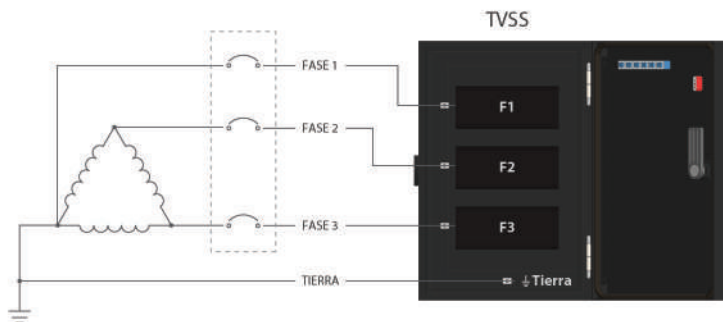 TVSS
FASE 1
F1
FASE 2
F2
FASE 3
F3
TIERRA
Tierra